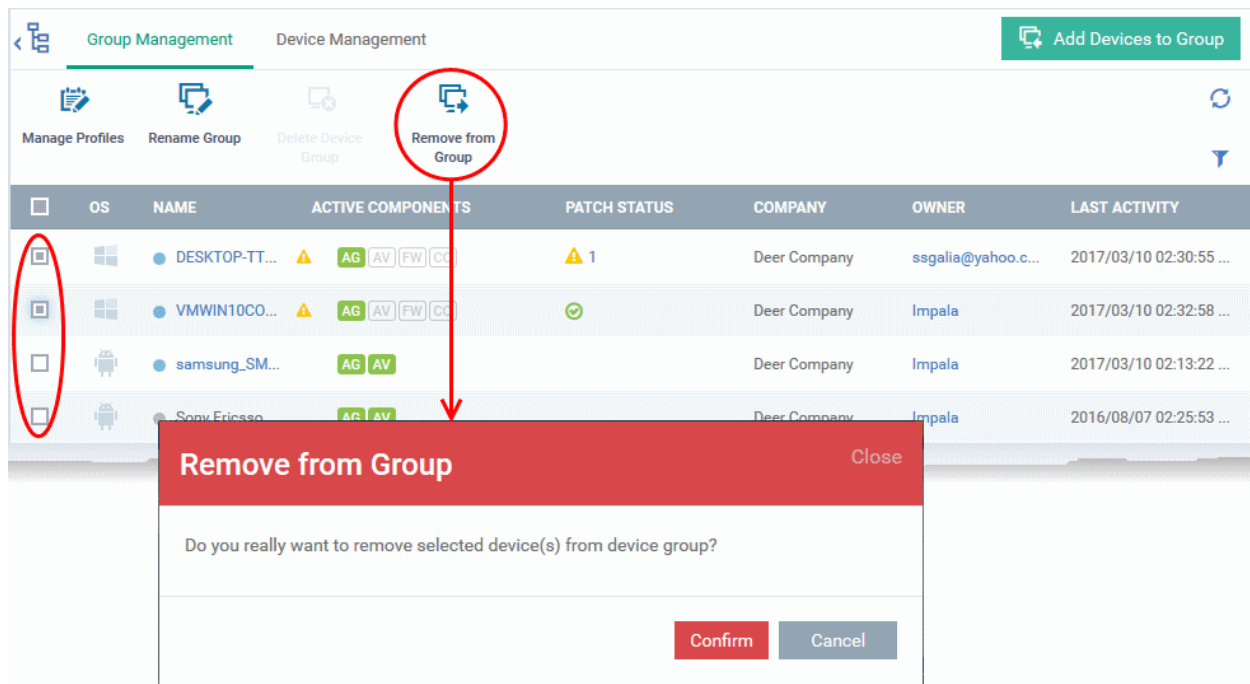 Group Management Device Management Add Devices to Group
Manage Profiles Rename Group Delete Device Group Remove from Group
OS NAME ACTIVE COMPONENTS PATCH STATUS COMPANY OWNER LAST ACTIVITY
DESKTOP-TT... AG AV FW CO 1 Deer Company ssgalia@yahoo.c... 2017/03/10 02:30:55 ...
VMWIN10CO... AG AV FW CO Deer Company Impala 2017/03/10 02:32:58 ...
samsung_SM... AG AV Deer Company Impala 2017/03/10 02:13:22 ...
Sony Ericsso... AG AV Deer Company Impala 2016/08/07 02:25:53 ...
Remove from Group Close
Do you really want to remove selected device(s) from device group?
Confirm Cancel